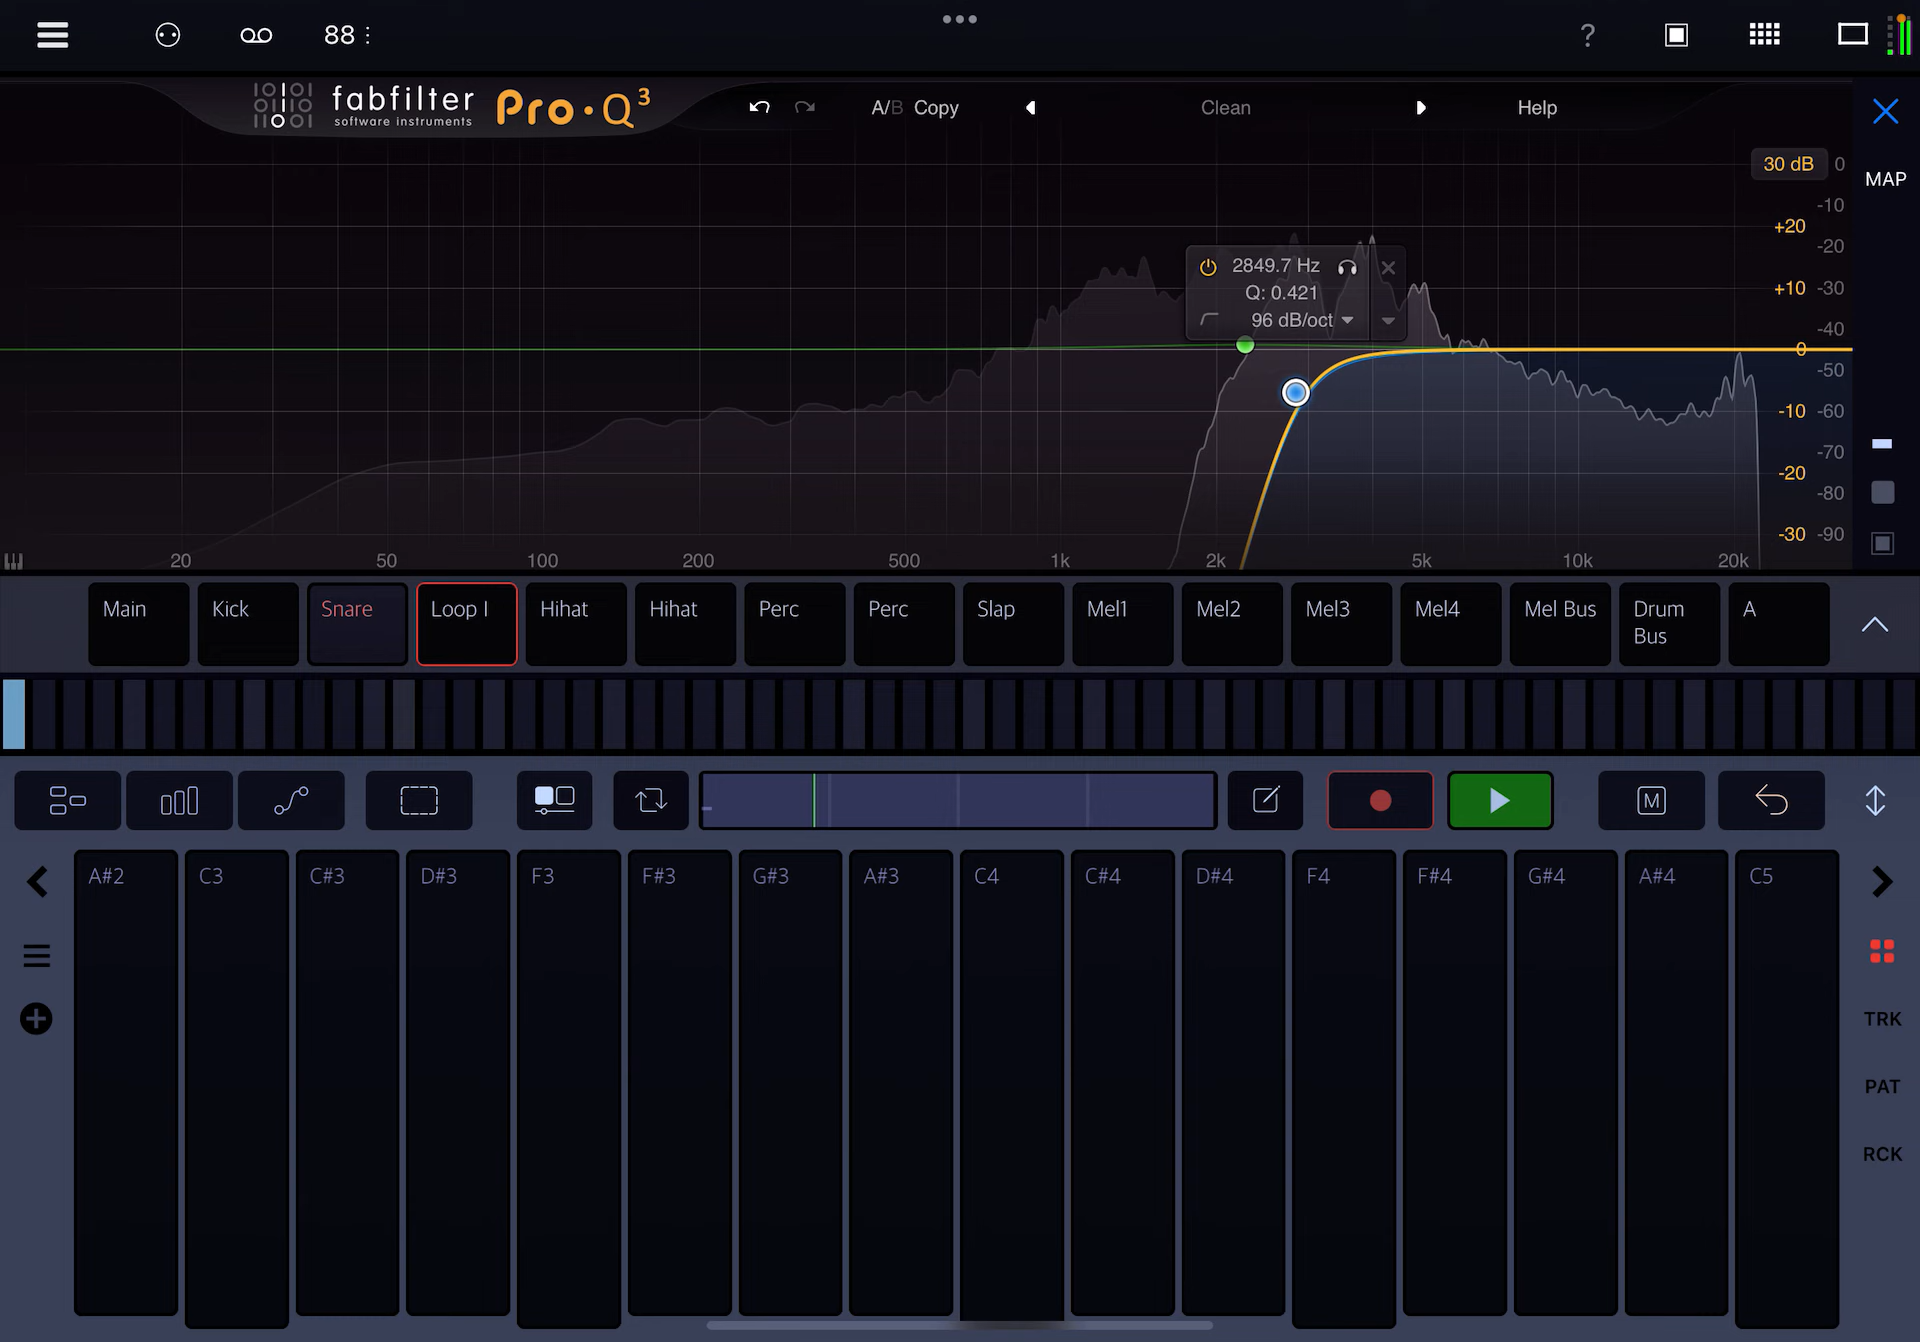 88
?
fabfilter
software instruments
Pro·Q3
A/B Copy
Clean
Help
MAP
30 dB
0
-10
+20
-20
+10
-30
-40
0
-50
-10
-60
-70
-20
-80
-30
-90
2849.7 Hz
Q: 0.421
96 dB/oct
20
50
100
200
500
1k
2k
5k
10k
20k
Main
Kick
Snare
Loop I
Hihat
Hihat
Perc
Perc
Slap
Mel1
Mel2
Mel3
Mel4
Mel Bus
Drum
Bus
A
M
A#2
C3
C#3
D#3
F3
F#3
G#3
A#3
C4
C#4
D#4
F4
F#4
G#4
A#4
C5
TRK
PAT
RCK